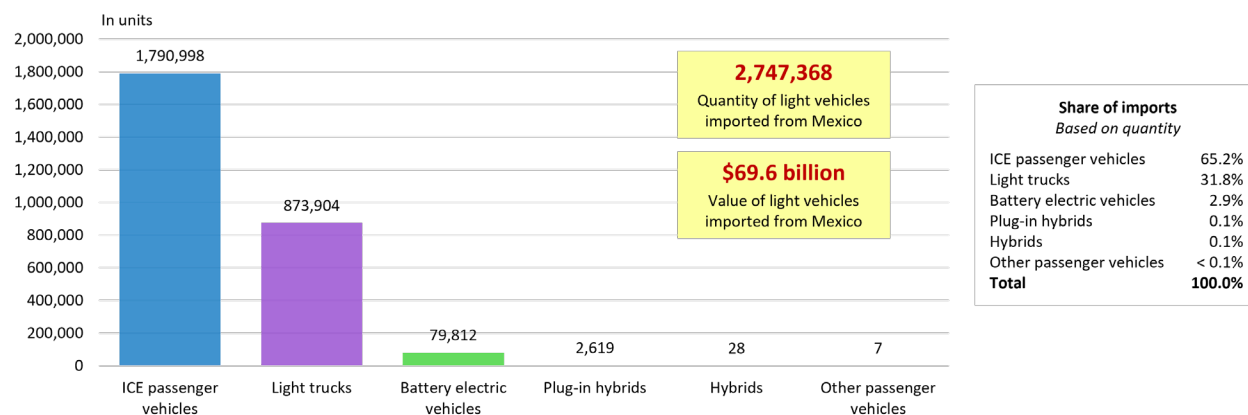 In units
2,000,000
1,800,000
1,600,000
1,400,000
1,200,000
1,000,000
800,000
600,000
400,000
200,000
0
1,790,998
873,904
79,812
2,619
28
7
ICE passenger
vehicles
Light trucks
Battery electric
vehicles
Plug-in hybrids
Hybrids
Other passenger
vehicles
2,747,368
Quantity of light vehicles
imported from Mexico
$69.6 billion
Value of light vehicles
imported from Mexico
Share of imports
Based on quantity
ICE passenger vehicles 65.2%
Light trucks 31.8%
Battery electric vehicles 2.9%
Plug-in hybrids 0.1%
Hybrids 0.1%
Other passenger vehicles < 0.1%
Total 100.0%